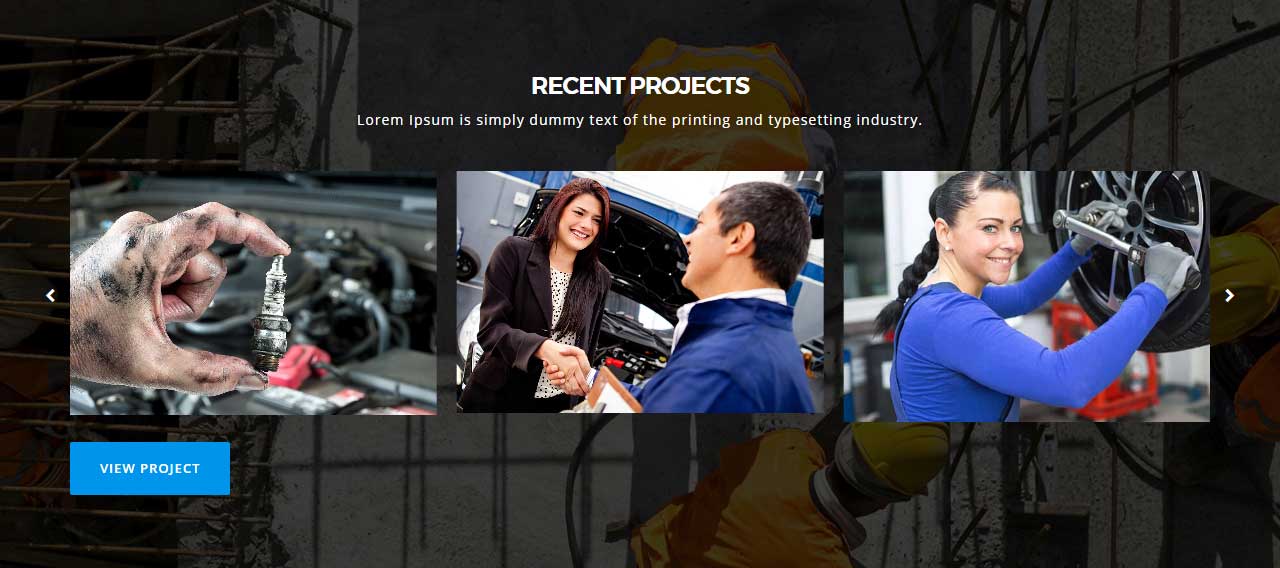 RECENT PROJECTS
Lorem Ipsum is simply dummy text of the printing and typesetting industry.
VIEW PROJECT